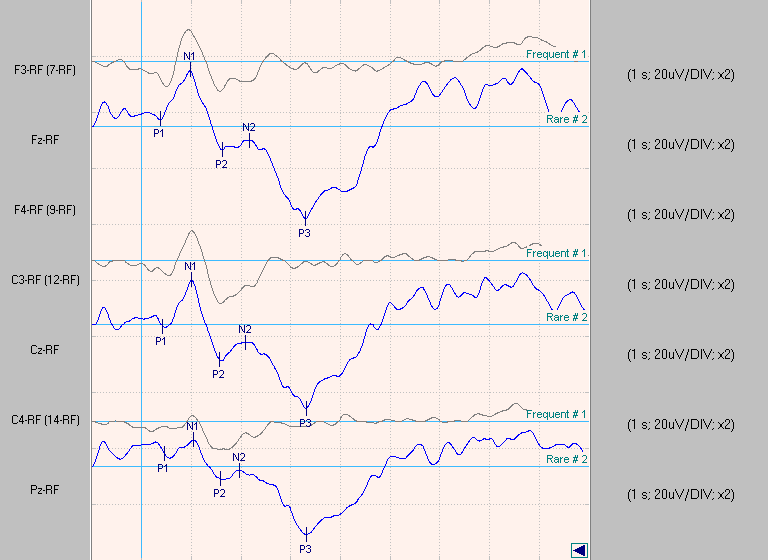 Frequent # 1
N1
F3-RF (7-RF)
(1 s; 20uV/DIV; x2)
Rare # 2
P1
N2
Fz-RF
(1 s; 20uV/DIV; x2)
P2
F4-RF (9-RF)
(1 s; 20uV/DIV; x2)
P3
Frequent # 1
N1
C3-RF (12-RF)
(1 s; 20uV/DIV; x2)
Rare # 2
P1
N2
Cz-RF
(1 s; 20uV/DIV; x2)
P2
Frequent # 1
C4-RF (14-RF)
P3
(1 s; 20uV/DIV; x2)
N1
Rare # 2
P1
N2
Pz-RF
P2
(1 s; 20uV/DIV; x2)
P3